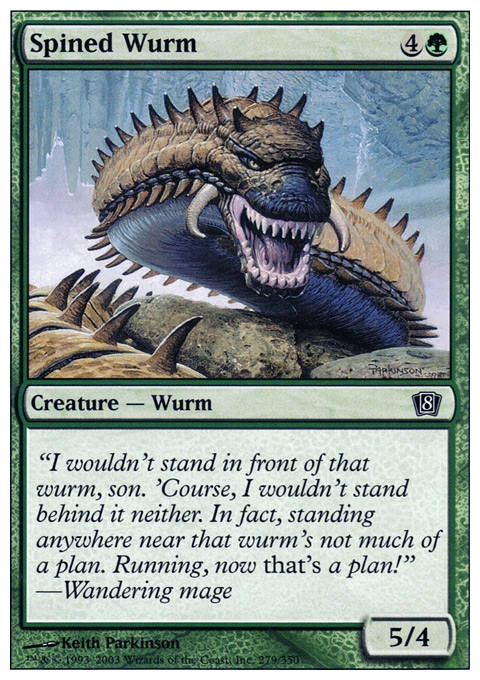 Spined Wurm 4
PARKINSON
Creature — Wurm 8
“I wouldn’t stand in front of that
wurm, son. ’Course, I wouldn’t stand
behind it neither. In fact, standing
anywhere near that wurm’s not much of
a plan. Running, now that’s a plan!”
—Wandering mage
5/4
Keith Parkinson
™ & © 1993–2003 Wizards of the Coast, Inc. 279/350